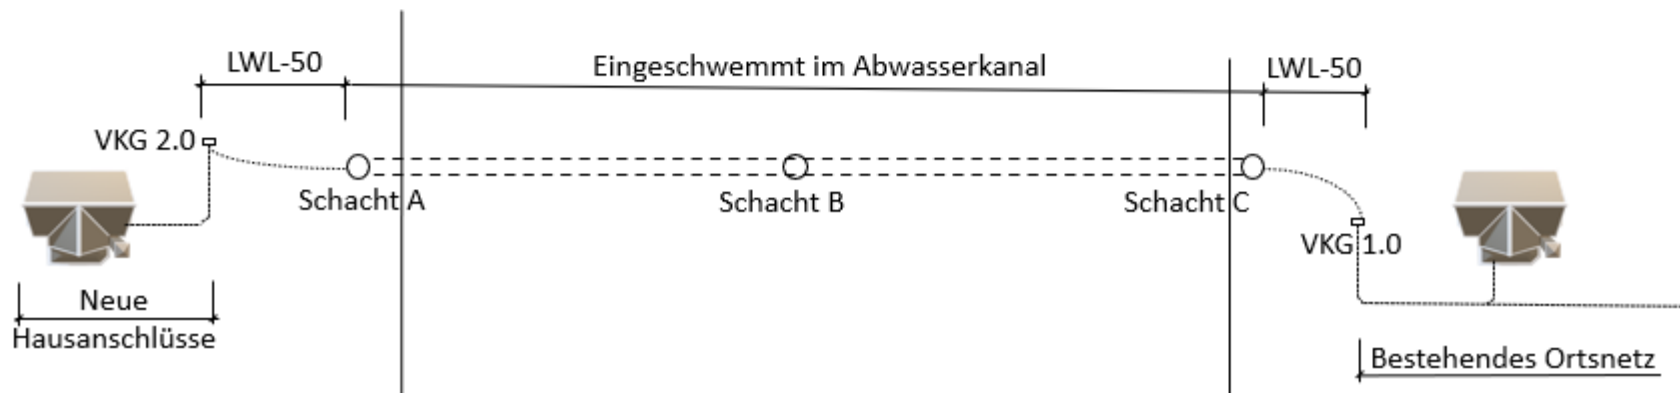 LWL-50
Eingeschwemmt im Abwasserkanal
LWL-50
VKG 2.0
Schacht A
Schacht B
Schacht C
VKG 1.0
Neue
Hausanschlüsse
Bestehendes Ortsnetz